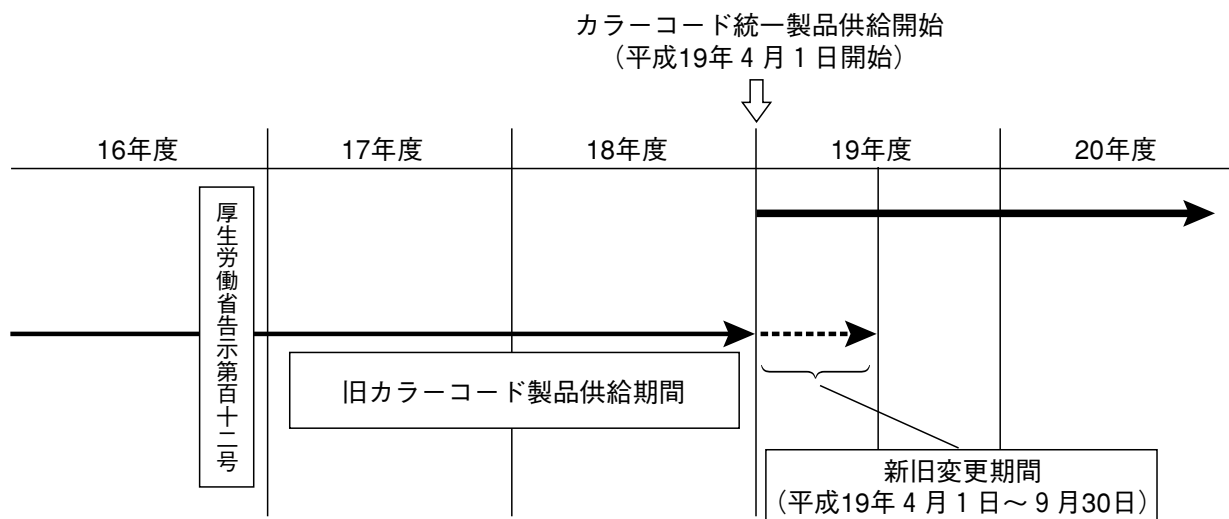 カラーコード統一製品供給開始
（平成19年４月１日開始）
16年度 17年度 18年度 19年度 20年度
厚生労働省告示第百十二号
旧カラーコード製品供給期間
新旧変更期間
（平成19年４月１日～９月30日）